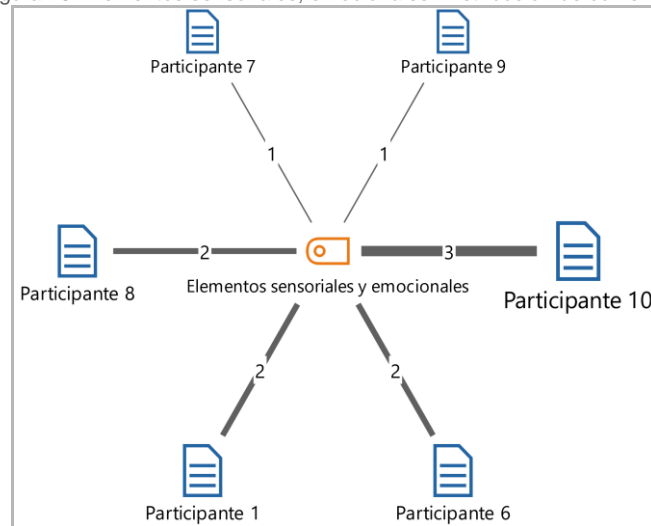 Participante 7
Participante 9
1
1
2
3
Participante 8
Elementos sensoriales y emocionales
Participante 10
2
2
Participante 1
Participante 6